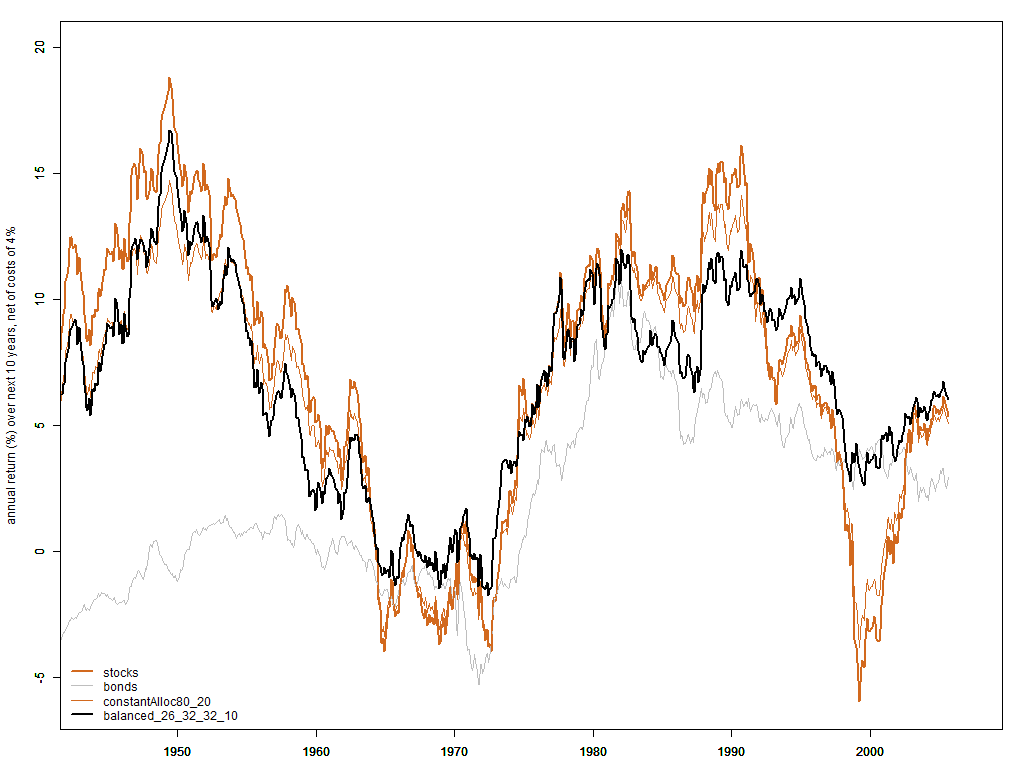 annual return (%) over next 10 years, net of costs of 4%
20
15
10
5
0
-5
stocks
bonds
constantAlloc80_20
balanced_26_32_32_10
1950
1960
1970
1980
1990
2000